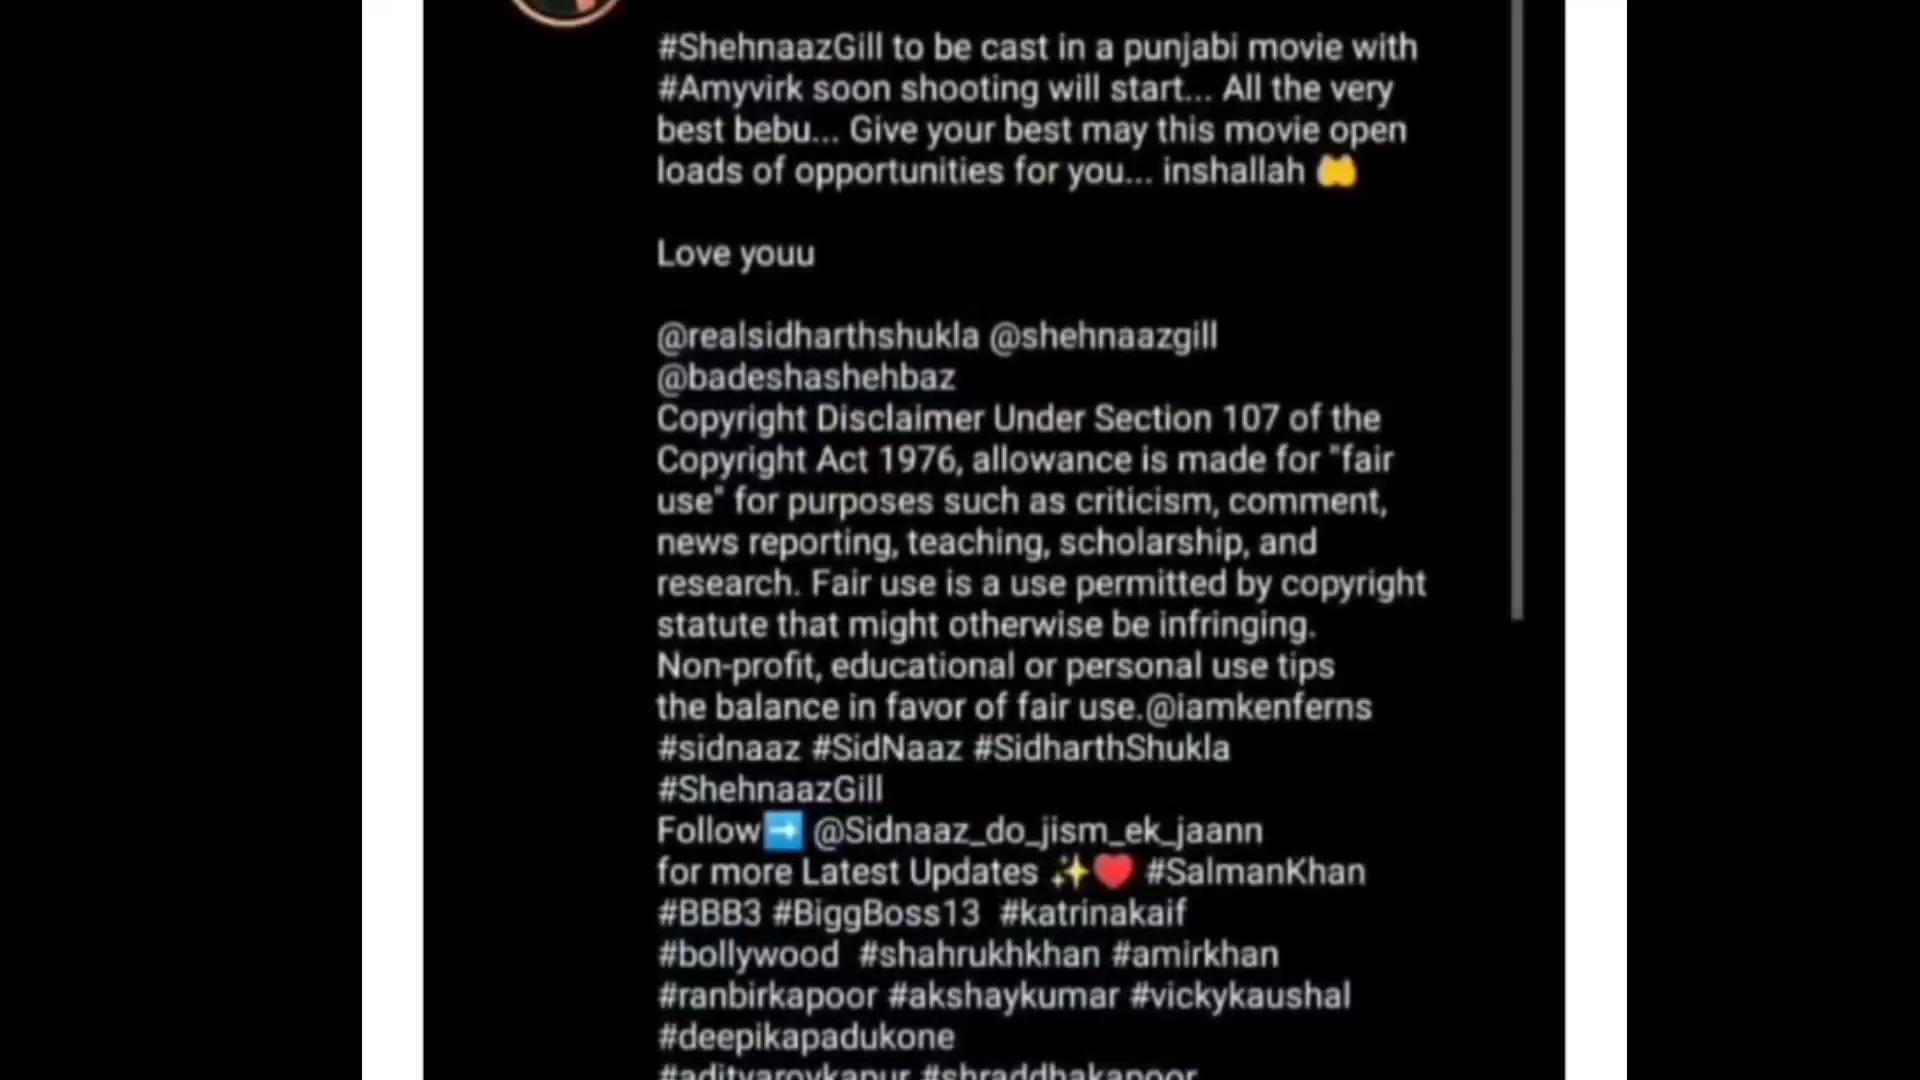 #ShehnaazGill to be cast in a punjabi movie with
#Amyvirk soon shooting will start... All the very
best bebu... Give your best may this movie open
loads of opportunities for you... inshallah 🤲
Love youu
@realsidharthshukla @shehnaazgill
@badeshashehbaz
Copyright Disclaimer Under Section 107 of the
Copyright Act 1976, allowance is made for "fair
use" for purposes such as criticism, comment,
news reporting, teaching, scholarship, and
research. Fair use is a use permitted by copyright
statute that might otherwise be infringing.
Non-profit, educational or personal use tips
the balance in favor of fair use.@iamkenferns
#sidnaaz #SidNaaz #SidharthShukla
#ShehnaazGill
Follow➡️ @Sidnaaz_do_jism_ek_jaann
for more Latest Updates ✨❤️ #SalmanKhan
#BBB3 #BiggBoss13 #katrinakaif
#bollywood #shahrukhkhan #amirkhan
#ranbirkapoor #akshaykumar #vickykaushal
#deepikapadukone
#adityaroykapur #shraddhakapoor